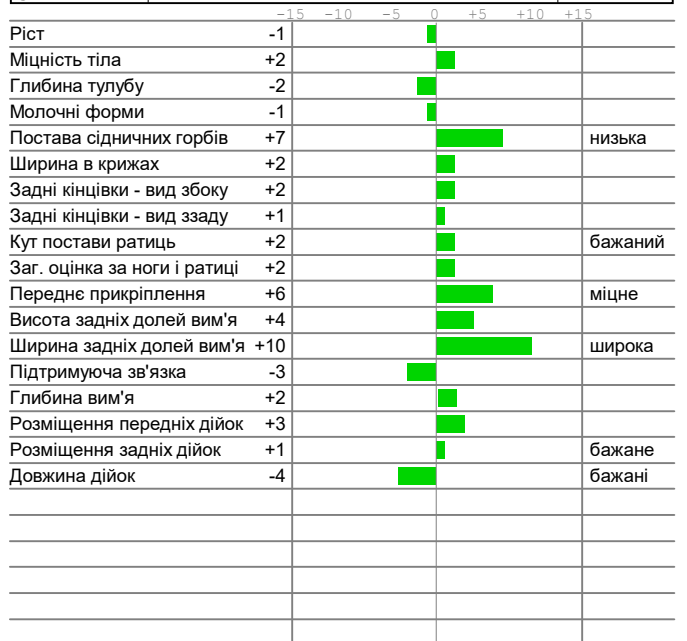 -15 -10 -5 0 +5 +10 +15
Ріст -1
Міцність тіла +2
Глибина тулубу -2
Молочні форми -1
Постава сідничних горбів +7 низька
Ширина в крижах +2
Задні кінцівки - вид збоку +2
Задні кінцівки - вид ззаду +1
Кут постави ратиць +2 бажаний
Заг. оцінка за ноги і ратиці +2
Переднє прикріплення +6 міцне
Висота задніх долей вим'я +4
Ширина задніх долей вим'я +10 широка
Підтримуюча зв'язка -3
Глибина вим'я +2
Розміщення передніх дійок +3
Розміщення задніх дійок +1 бажане
Довжина дійок -4 бажані